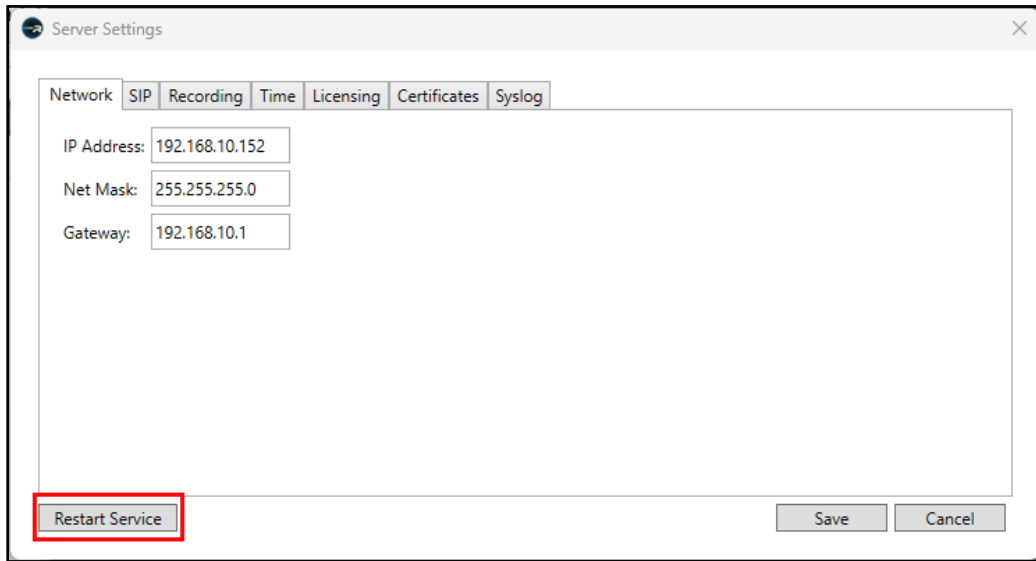 Server Settings
Network SIP Recording Time Licensing Certificates Syslog
IP Address: 192.168.10.152
Net Mask: 255.255.255.0
Gateway: 192.168.10.1
Restart Service Save Cancel